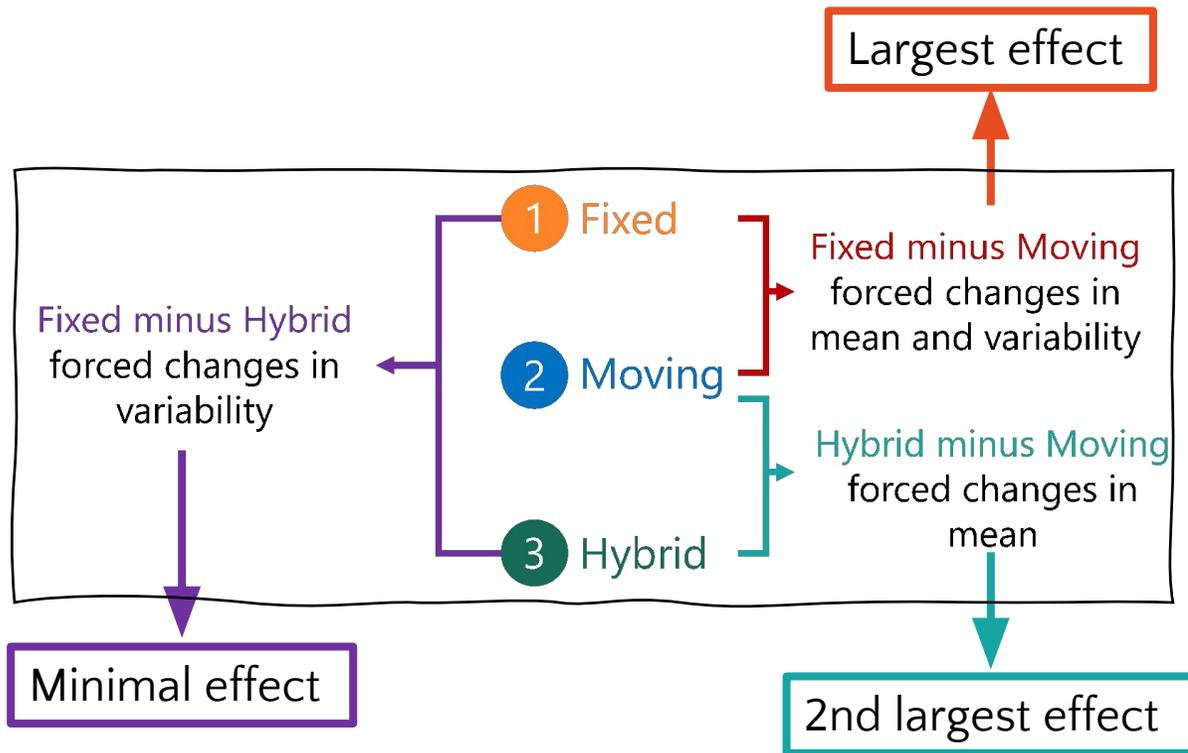 Largest effect
1 Fixed
Fixed minus Moving
forced changes in
mean and variability
Fixed minus Hybrid
forced changes in
variability
2 Moving
Hybrid minus Moving
forced changes in
mean
3 Hybrid
Minimal effect
2nd largest effect